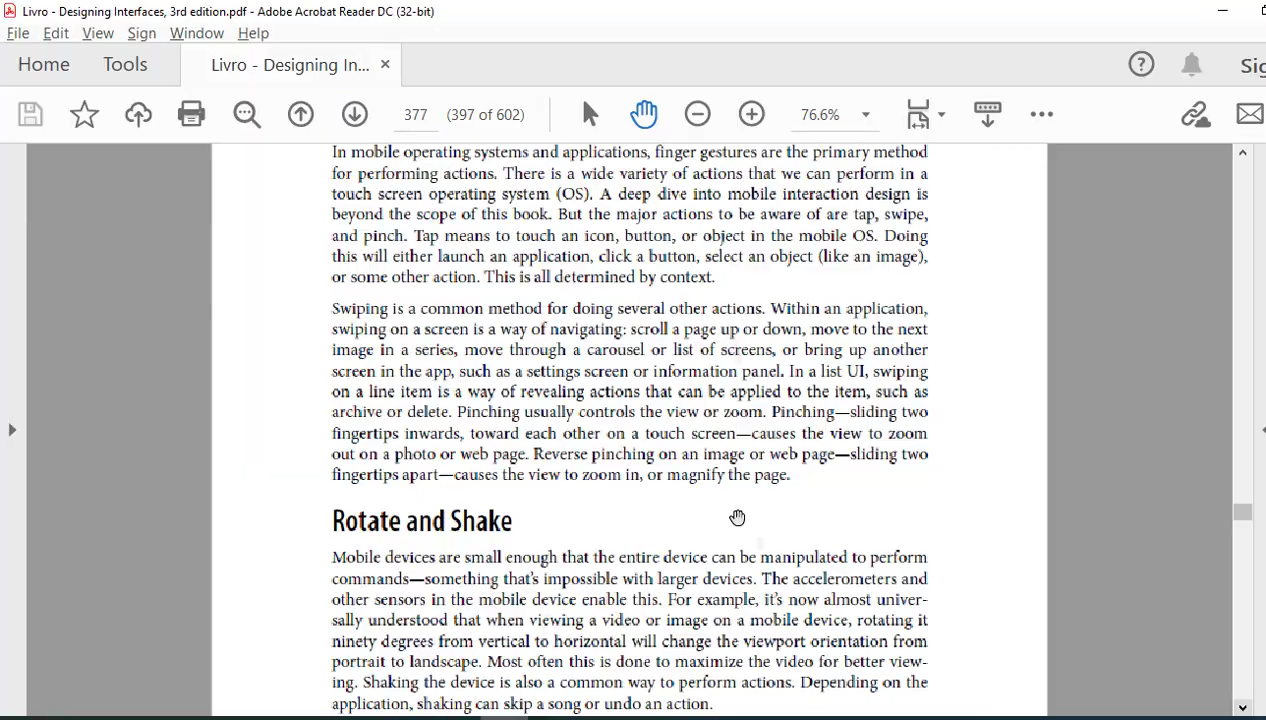 Livro - Designing Interfaces, 3rd edition.pdf - Adobe Acrobat Reader DC (32-bit)
File Edit View Sign Window Help
Home Tools Livro - Designing In... ×
377 (397 of 602) 76.6%
In mobile operating systems and applications, finger gestures are the primary method
for performing actions. There is a wide variety of actions that we can perform in a
touch screen operating system (OS). A deep dive into mobile interaction design is
beyond the scope of this book. But the major actions to be aware of are tap, swipe,
and pinch. Tap means to touch an icon, button, or object in the mobile OS. Doing
this will either launch an application, click a button, select an object (like an image),
or some other action. This is all determined by context.
Swiping is a common method for doing several other actions. Within an application,
swiping on a screen is a way of navigating: scroll a page up or down, move to the next
image in a series, move through a carousel or list of screens, or bring up another
screen in the app, such as a settings screen or information panel. In a list UI, swiping
on a line item is a way of revealing actions that can be applied to the item, such as
archive or delete. Pinching usually controls the view or zoom. Pinching—sliding two
fingertips inwards, toward each other on a touch screen—causes the view to zoom
out on a photo or web page. Reverse pinching on an image or web page—sliding two
fingertips apart—causes the view to zoom in, or magnify the page.
Rotate and Shake
Mobile devices are small enough that the entire device can be manipulated to perform
commands—something that's impossible with larger devices. The accelerometers and
other sensors in the mobile device enable this. For example, it's now almost univer-
sally understood that when viewing a video or image on a mobile device, rotating it
ninety degrees from vertical to horizontal will change the viewport orientation from
portrait to landscape. Most often this is done to maximize the video for better view-
ing. Shaking the device is also a common way to perform actions. Depending on the
application, shaking can skip a song or undo an action.